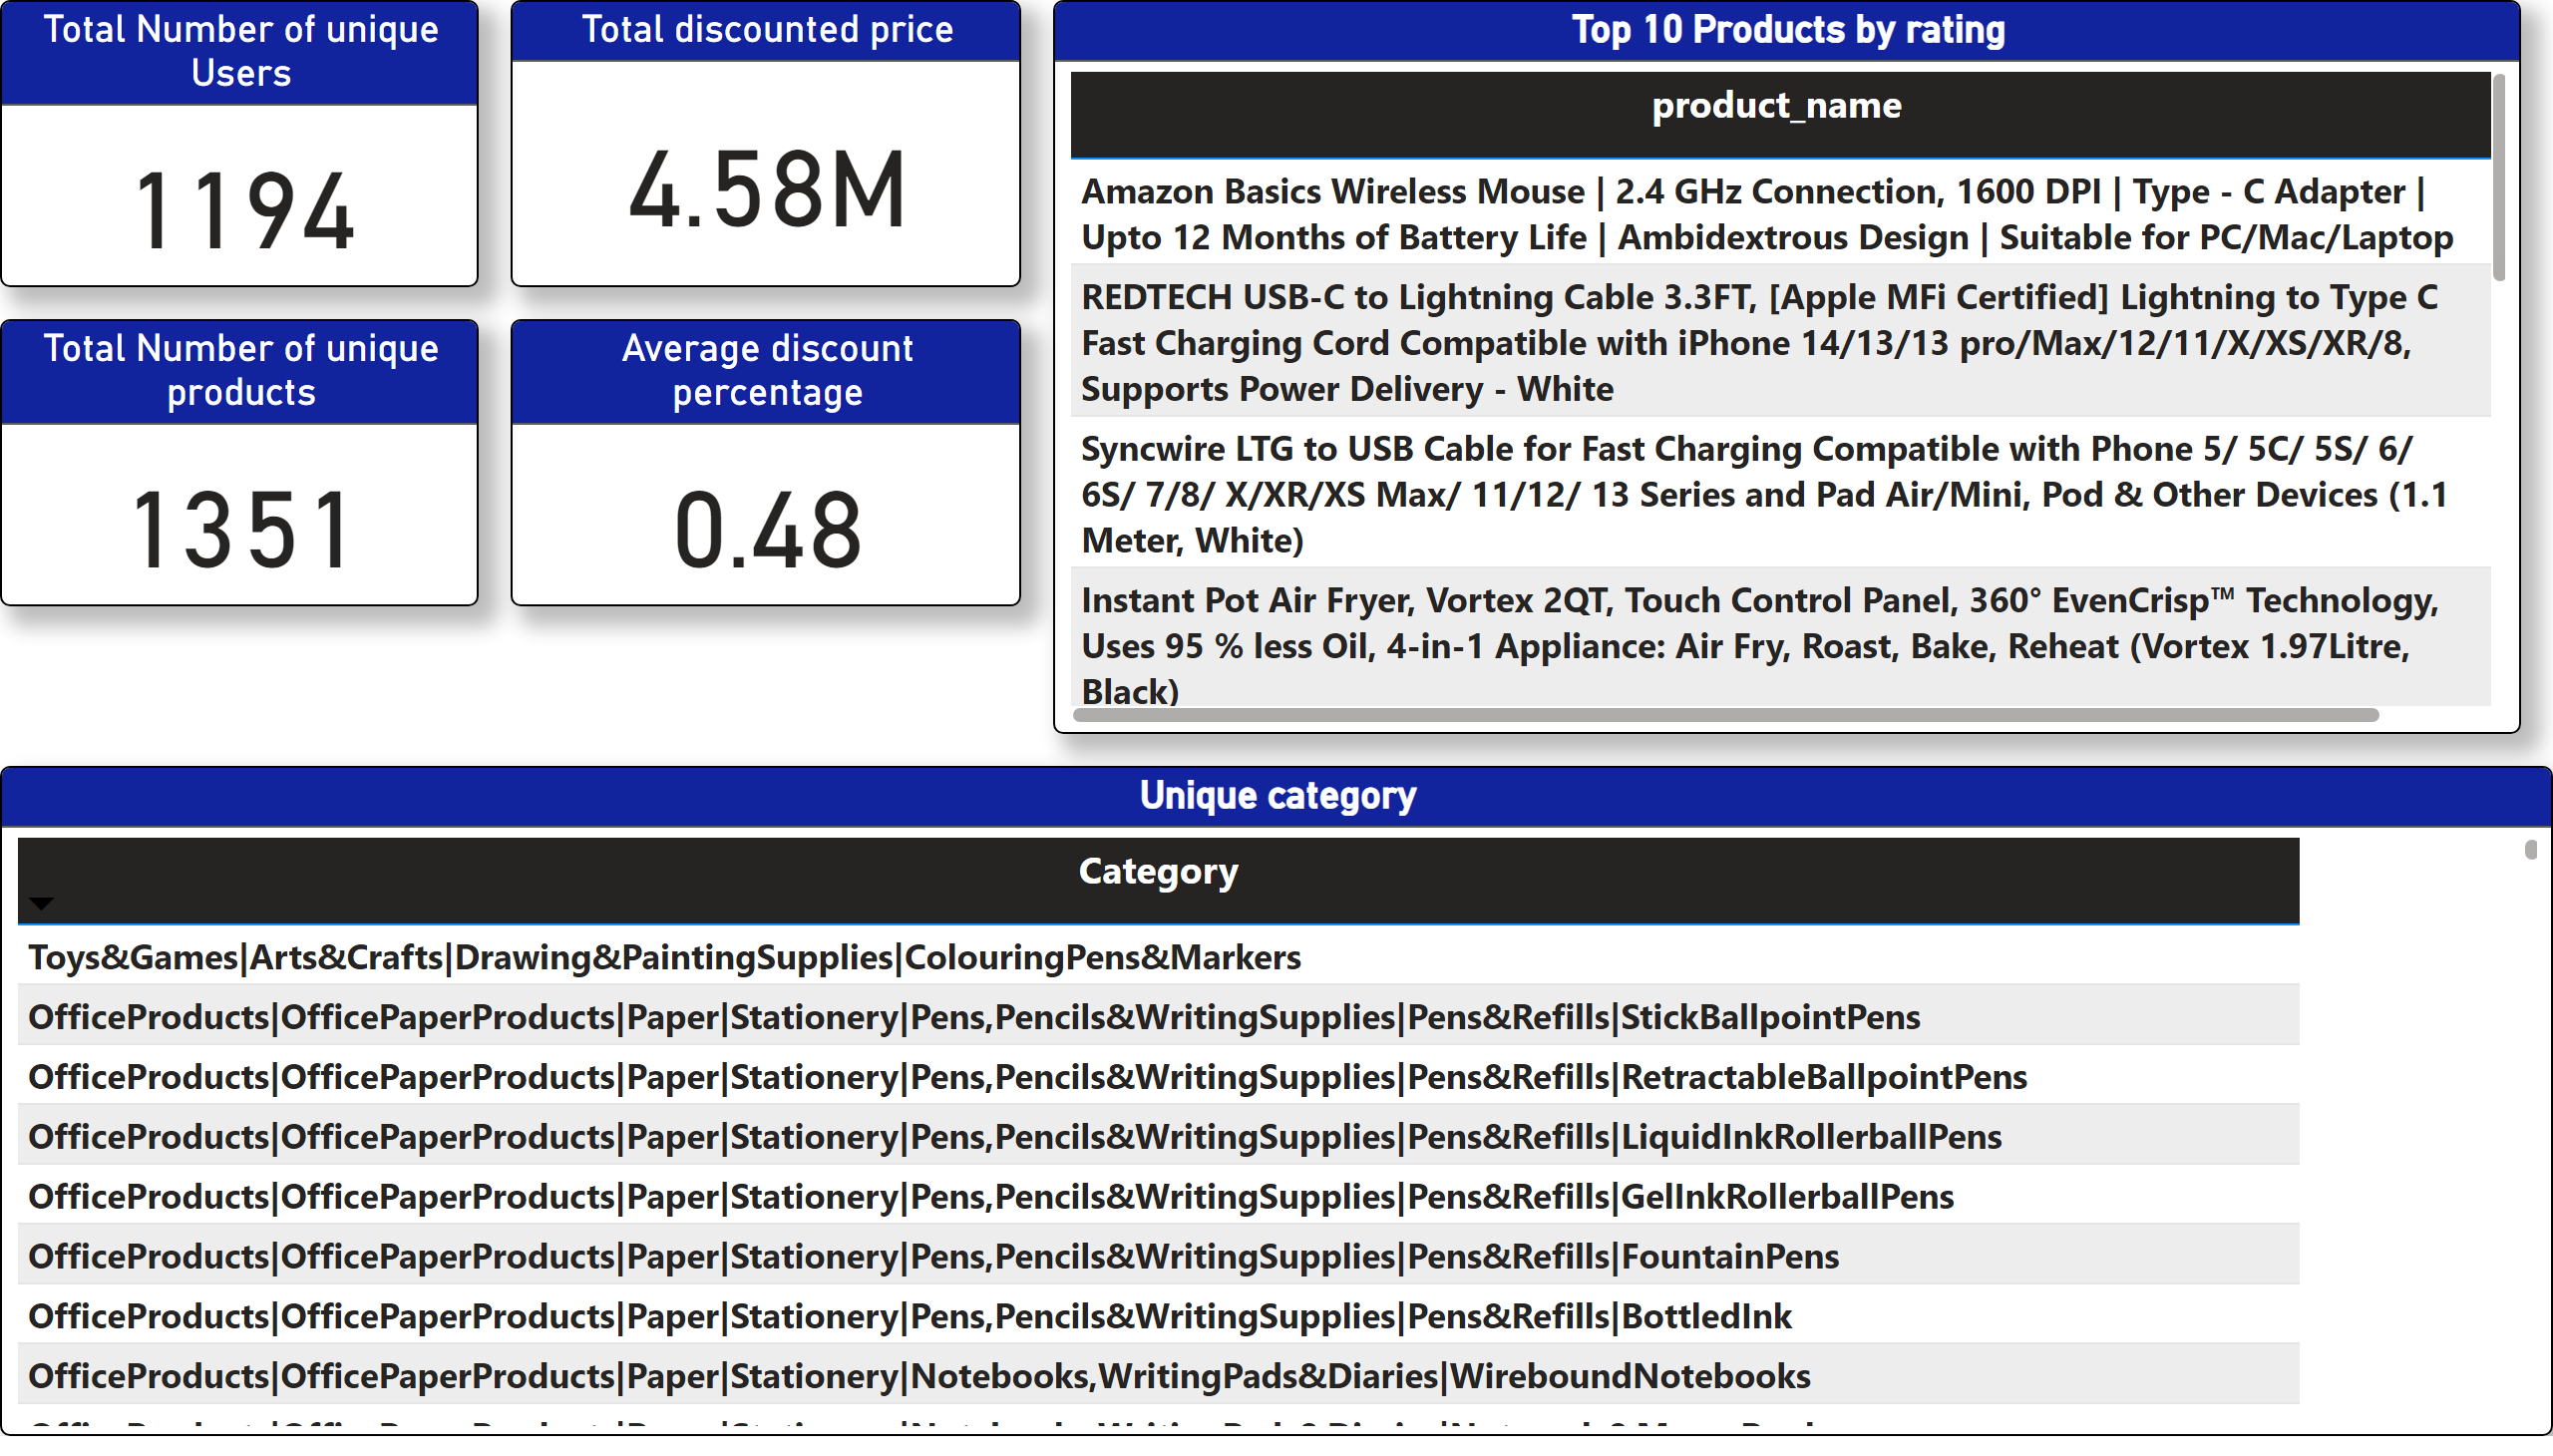 Total Number of unique
Users
1194
Total discounted price
4.58M
Total Number of unique
products
1351
Average discount
percentage
0.48
Top 10 Products by rating
product_name
Amazon Basics Wireless Mouse | 2.4 GHz Connection, 1600 DPI | Type - C Adapter |
Upto 12 Months of Battery Life | Ambidextrous Design | Suitable for PC/Mac/Laptop
REDTECH USB-C to Lightning Cable 3.3FT, [Apple MFi Certified] Lightning to Type C
Fast Charging Cord Compatible with iPhone 14/13/13 pro/Max/12/11/X/XS/XR/8,
Supports Power Delivery - White
Syncwire LTG to USB Cable for Fast Charging Compatible with Phone 5/ 5C/ 5S/ 6/
6S/ 7/8/ X/XR/XS Max/ 11/12/ 13 Series and Pad Air/Mini, Pod & Other Devices (1.1
Meter, White)
Instant Pot Air Fryer, Vortex 2QT, Touch Control Panel, 360° EvenCrisp™ Technology,
Uses 95 % less Oil, 4-in-1 Appliance: Air Fry, Roast, Bake, Reheat (Vortex 1.97Litre,
Black)
Unique category
Category
Toys&Games|Arts&Crafts|Drawing&PaintingSupplies|ColouringPens&Markers
OfficeProducts|OfficePaperProducts|Paper|Stationery|Pens,Pencils&WritingSupplies|Pens&Refills|StickBallpointPens
OfficeProducts|OfficePaperProducts|Paper|Stationery|Pens,Pencils&WritingSupplies|Pens&Refills|RetractableBallpointPens
OfficeProducts|OfficePaperProducts|Paper|Stationery|Pens,Pencils&WritingSupplies|Pens&Refills|LiquidInkRollerballPens
OfficeProducts|OfficePaperProducts|Paper|Stationery|Pens,Pencils&WritingSupplies|Pens&Refills|GelInkRollerballPens
OfficeProducts|OfficePaperProducts|Paper|Stationery|Pens,Pencils&WritingSupplies|Pens&Refills|FountainPens
OfficeProducts|OfficePaperProducts|Paper|Stationery|Pens,Pencils&WritingSupplies|Pens&Refills|BottledInk
OfficeProducts|OfficePaperProducts|Paper|Stationery|Notebooks,WritingPads&Diaries|WireboundNotebooks